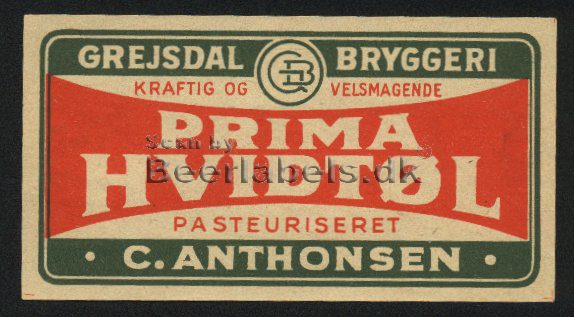 GREJSDAL GB BRYGGERI
KRAFTIG OG VELSMAGENDE
PRIMA
Scan by
HVIDTØL
Beerlabels.dk
PASTEURISERET
· C. ANTHONSEN ·